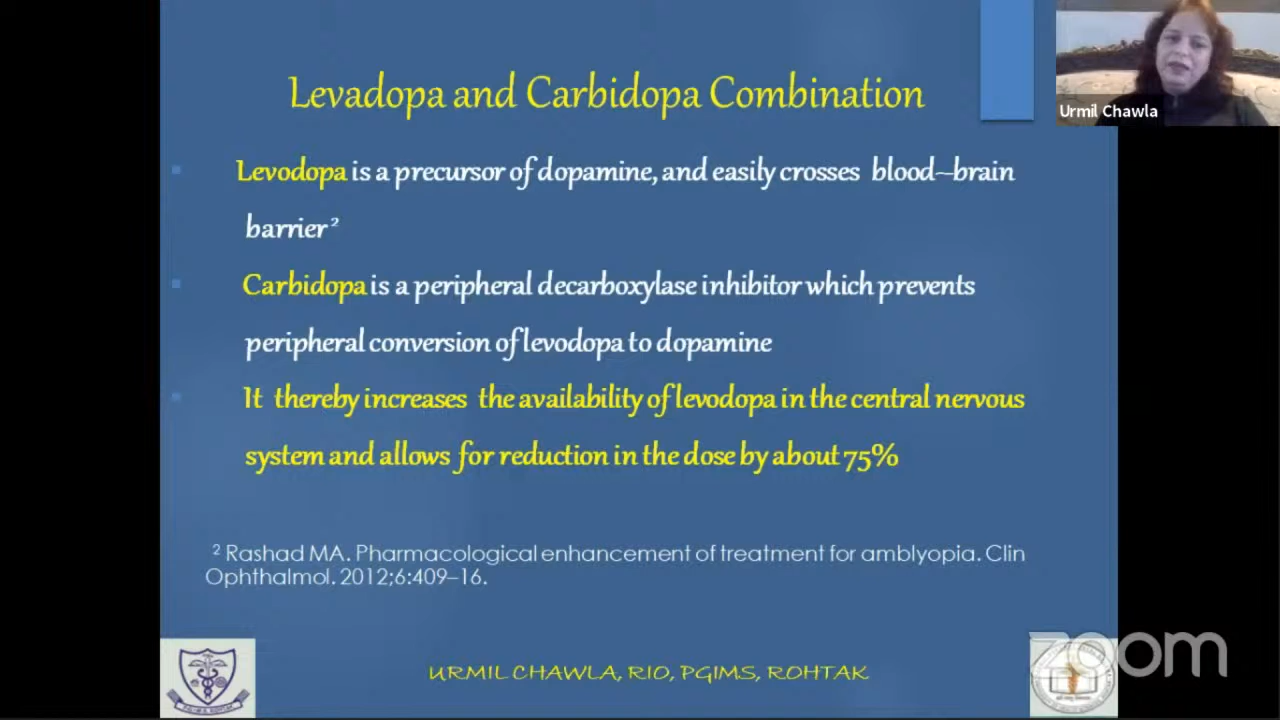 Levadopa and Carbidopa Combination
Urmil Chawla
Levodopa is a precursor of dopamine, and easily crosses blood–brain
barrier ²
Carbidopa is a peripheral decarboxylase inhibitor which prevents
peripheral conversion of levodopa to dopamine
It thereby increases the availability of levodopa in the central nervous
system and allows for reduction in the dose by about 75%
² Rashad MA. Pharmacological enhancement of treatment for amblyopia. Clin
Ophthalmol. 2012;6:409–16.
URMIL CHAWLA, RIO, PGIMS, ROHTAK
zoom